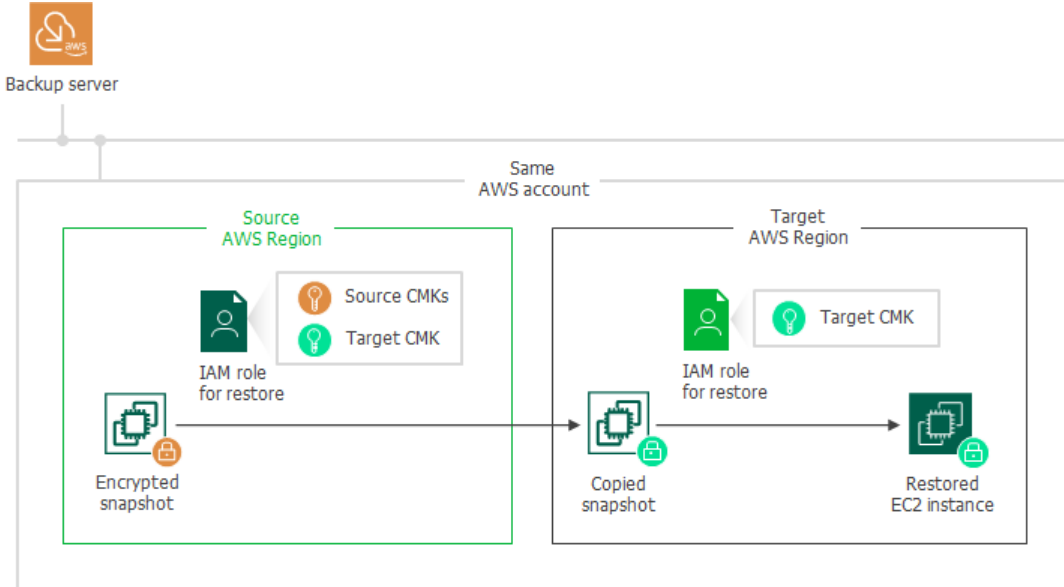 aws
Backup server
Same
AWS account
Source
AWS Region
Target
AWS Region
Source CMKs
Target CMK
IAM role
for restore
Target CMK
IAM role
for restore
Encrypted
snapshot
Copied
snapshot
Restored
EC2 instance